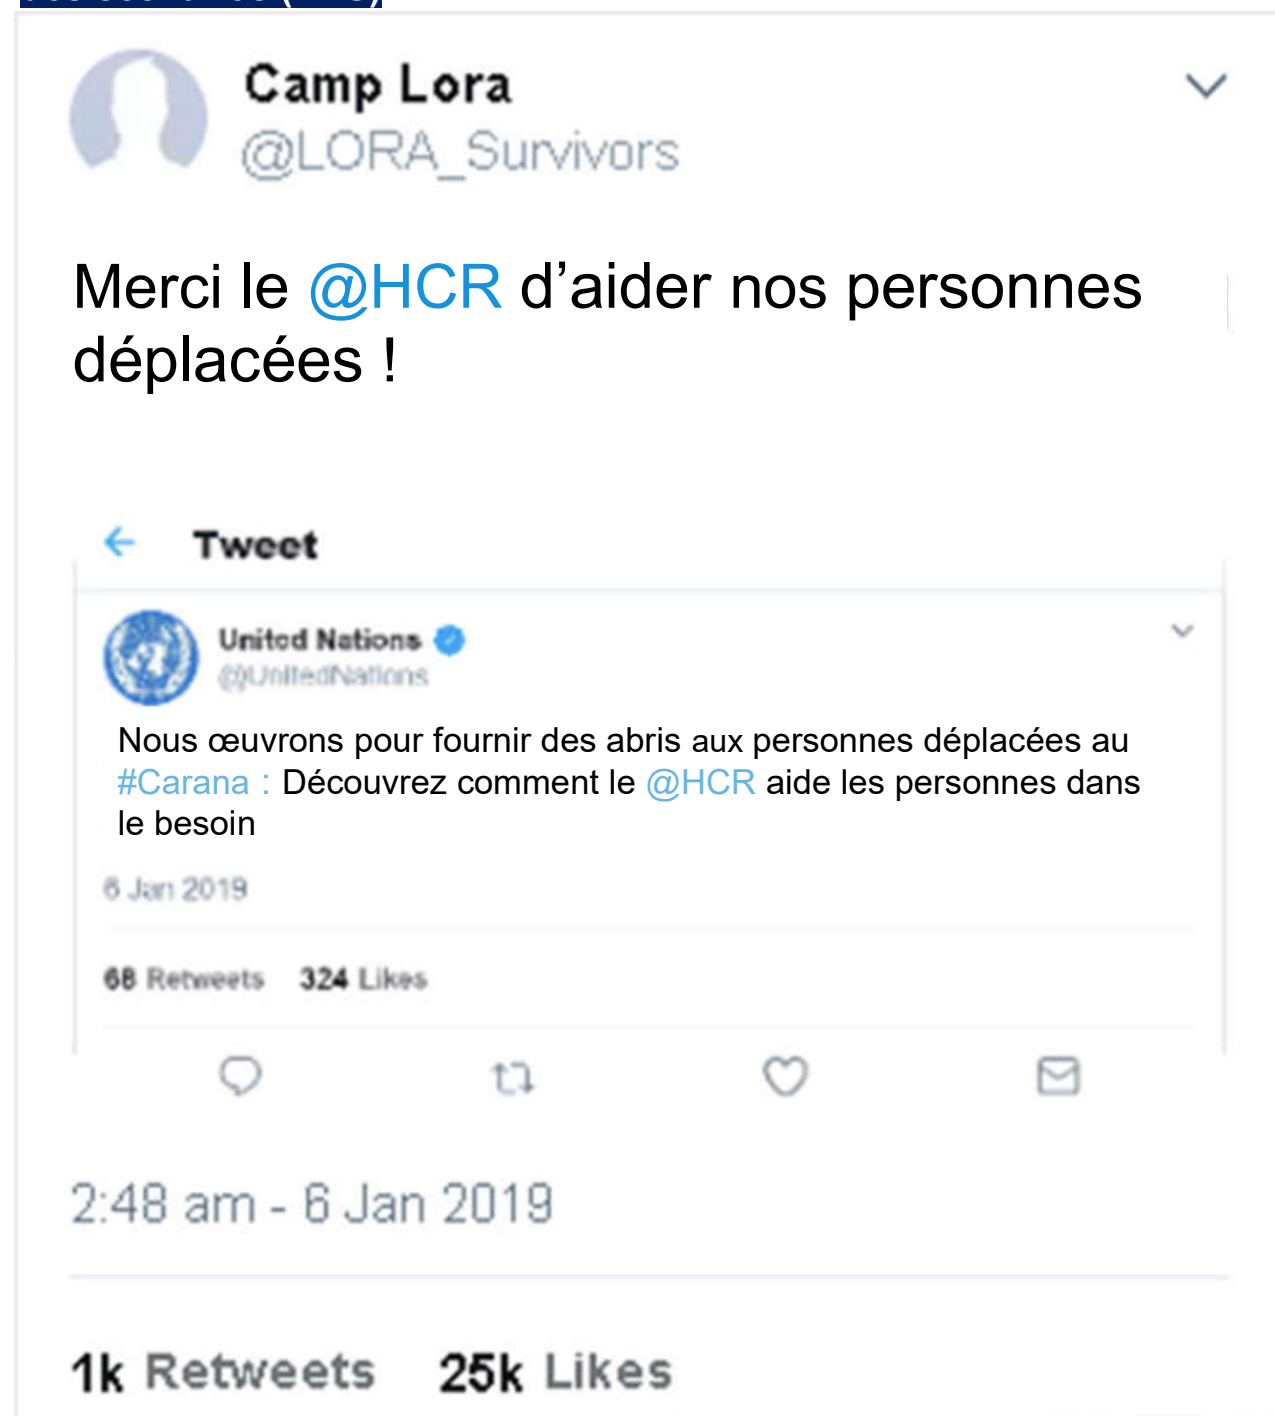 Camp Lora
@LORA_Survivors
Merci le @HCR d’aider nos personnes
déplacées !
Tweet
United Nations
@UnitedNations
Nous œuvrons pour fournir des abris aux personnes déplacées au
#Carana : Découvrez comment le @HCR aide les personnes dans
le besoin
6 Jan 2019
68 Retweets 324 Likes
2:48 am - 6 Jan 2019
1k Retweets 25k Likes